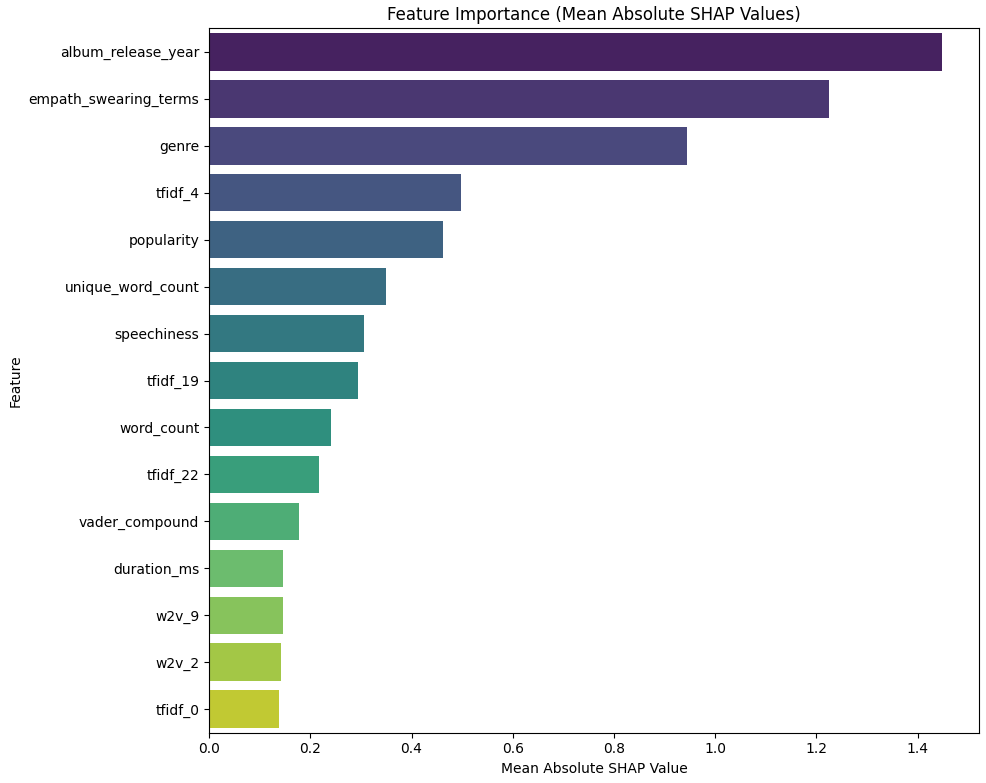 Feature Importance (Mean Absolute SHAP Values)
album_release_year
empath_swearing_terms
genre
tfidf_4
popularity
unique_word_count
speechiness
tfidf_19
word_count
tfidf_22
vader_compound
duration_ms
w2v_9
w2v_2
tfidf_0
Feature
0.0 0.2 0.4 0.6 0.8 1.0 1.2 1.4
Mean Absolute SHAP Value